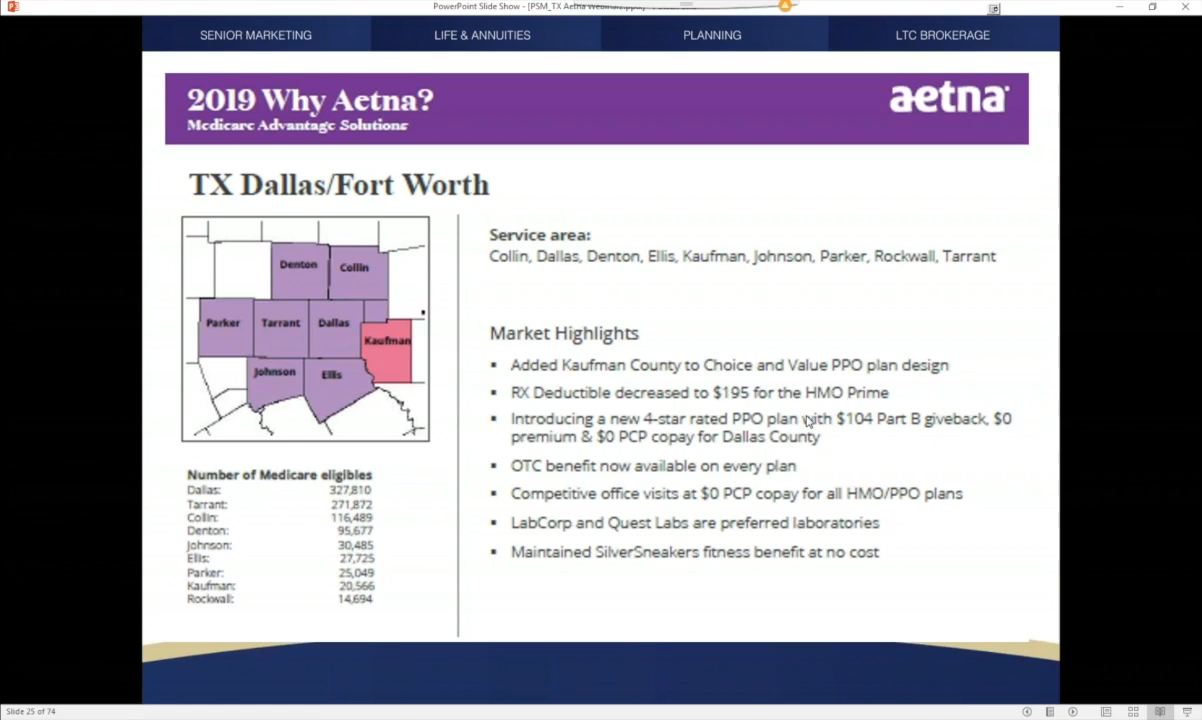 PowerPoint Slide Show - [PSM_TX Aetna
SENIOR MARKETING
LIFE & ANNUITIES
PLANNING
LTC BROKERAGE
2019 Why Aetna?
Medicare Advantage Solutions
aetna
TX Dallas/Fort Worth
Denton
Collin
Parker
Tarrant
Dallas
Kaufman
Johnson
Ellis
Number of Medicare eligibles
Dallas: 327,810
Tarrant: 271,872
Collin: 116,489
Denton: 95,677
Johnson: 30,485
Ellis: 27,725
Parker: 25,049
Kaufman: 20,566
Rockwall: 14,694
Service area:
Collin, Dallas, Denton, Ellis, Kaufman, Johnson, Parker, Rockwall, Tarrant
Market Highlights
▪ Added Kaufman County to Choice and Value PPO plan design
▪ RX Deductible decreased to $195 for the HMO Prime
▪ Introducing a new 4-star rated PPO plan with $104 Part B giveback, $0
premium & $0 PCP copay for Dallas County
▪ OTC benefit now available on every plan
▪ Competitive office visits at $0 PCP copay for all HMO/PPO plans
▪ LabCorp and Quest Labs are preferred laboratories
▪ Maintained SilverSneakers fitness benefit at no cost
Slide 25 of 74